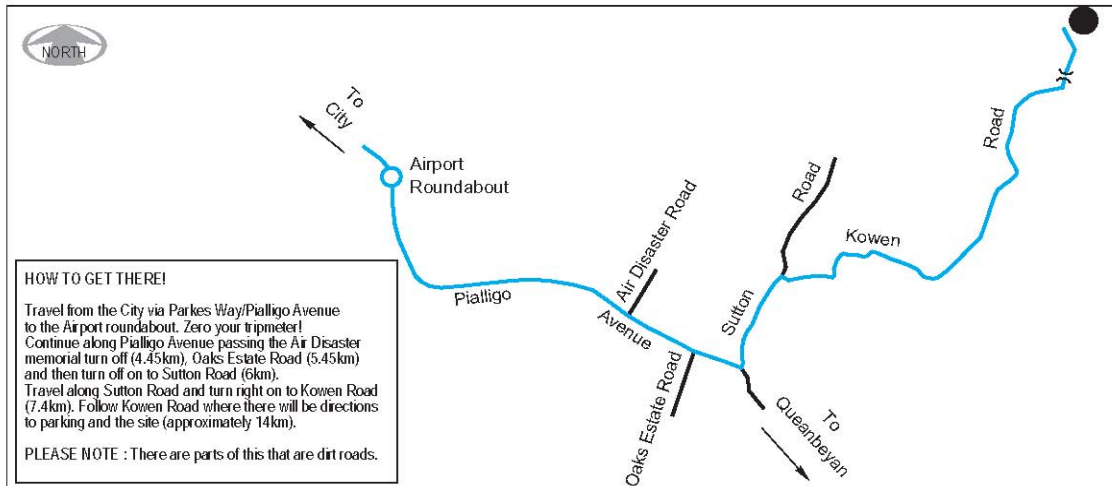 NORTH
To
City
Airport
Roundabout
Pialligo
Avenue
Air Disaster Road
Oaks Estate Road
Sutton
Road
Kowen
Road
To
Queanbeyan
HOW TO GET THERE!
Travel from the City via Parkes Way/Pialligo Avenue
to the Airport roundabout. Zero your tripmeter!
Continue along Pialligo Avenue passing the Air Disaster
memorial turn off (4.45km), Oaks Estate Road (5.45km)
and then turn off on to Sutton Road (6km).
Travel along Sutton Road and turn right on to Kowen Road
(7.4km). Follow Kowen Road where there will be directions
to parking and the site (approximately 14km).
PLEASE NOTE : There are parts of this that are dirt roads.